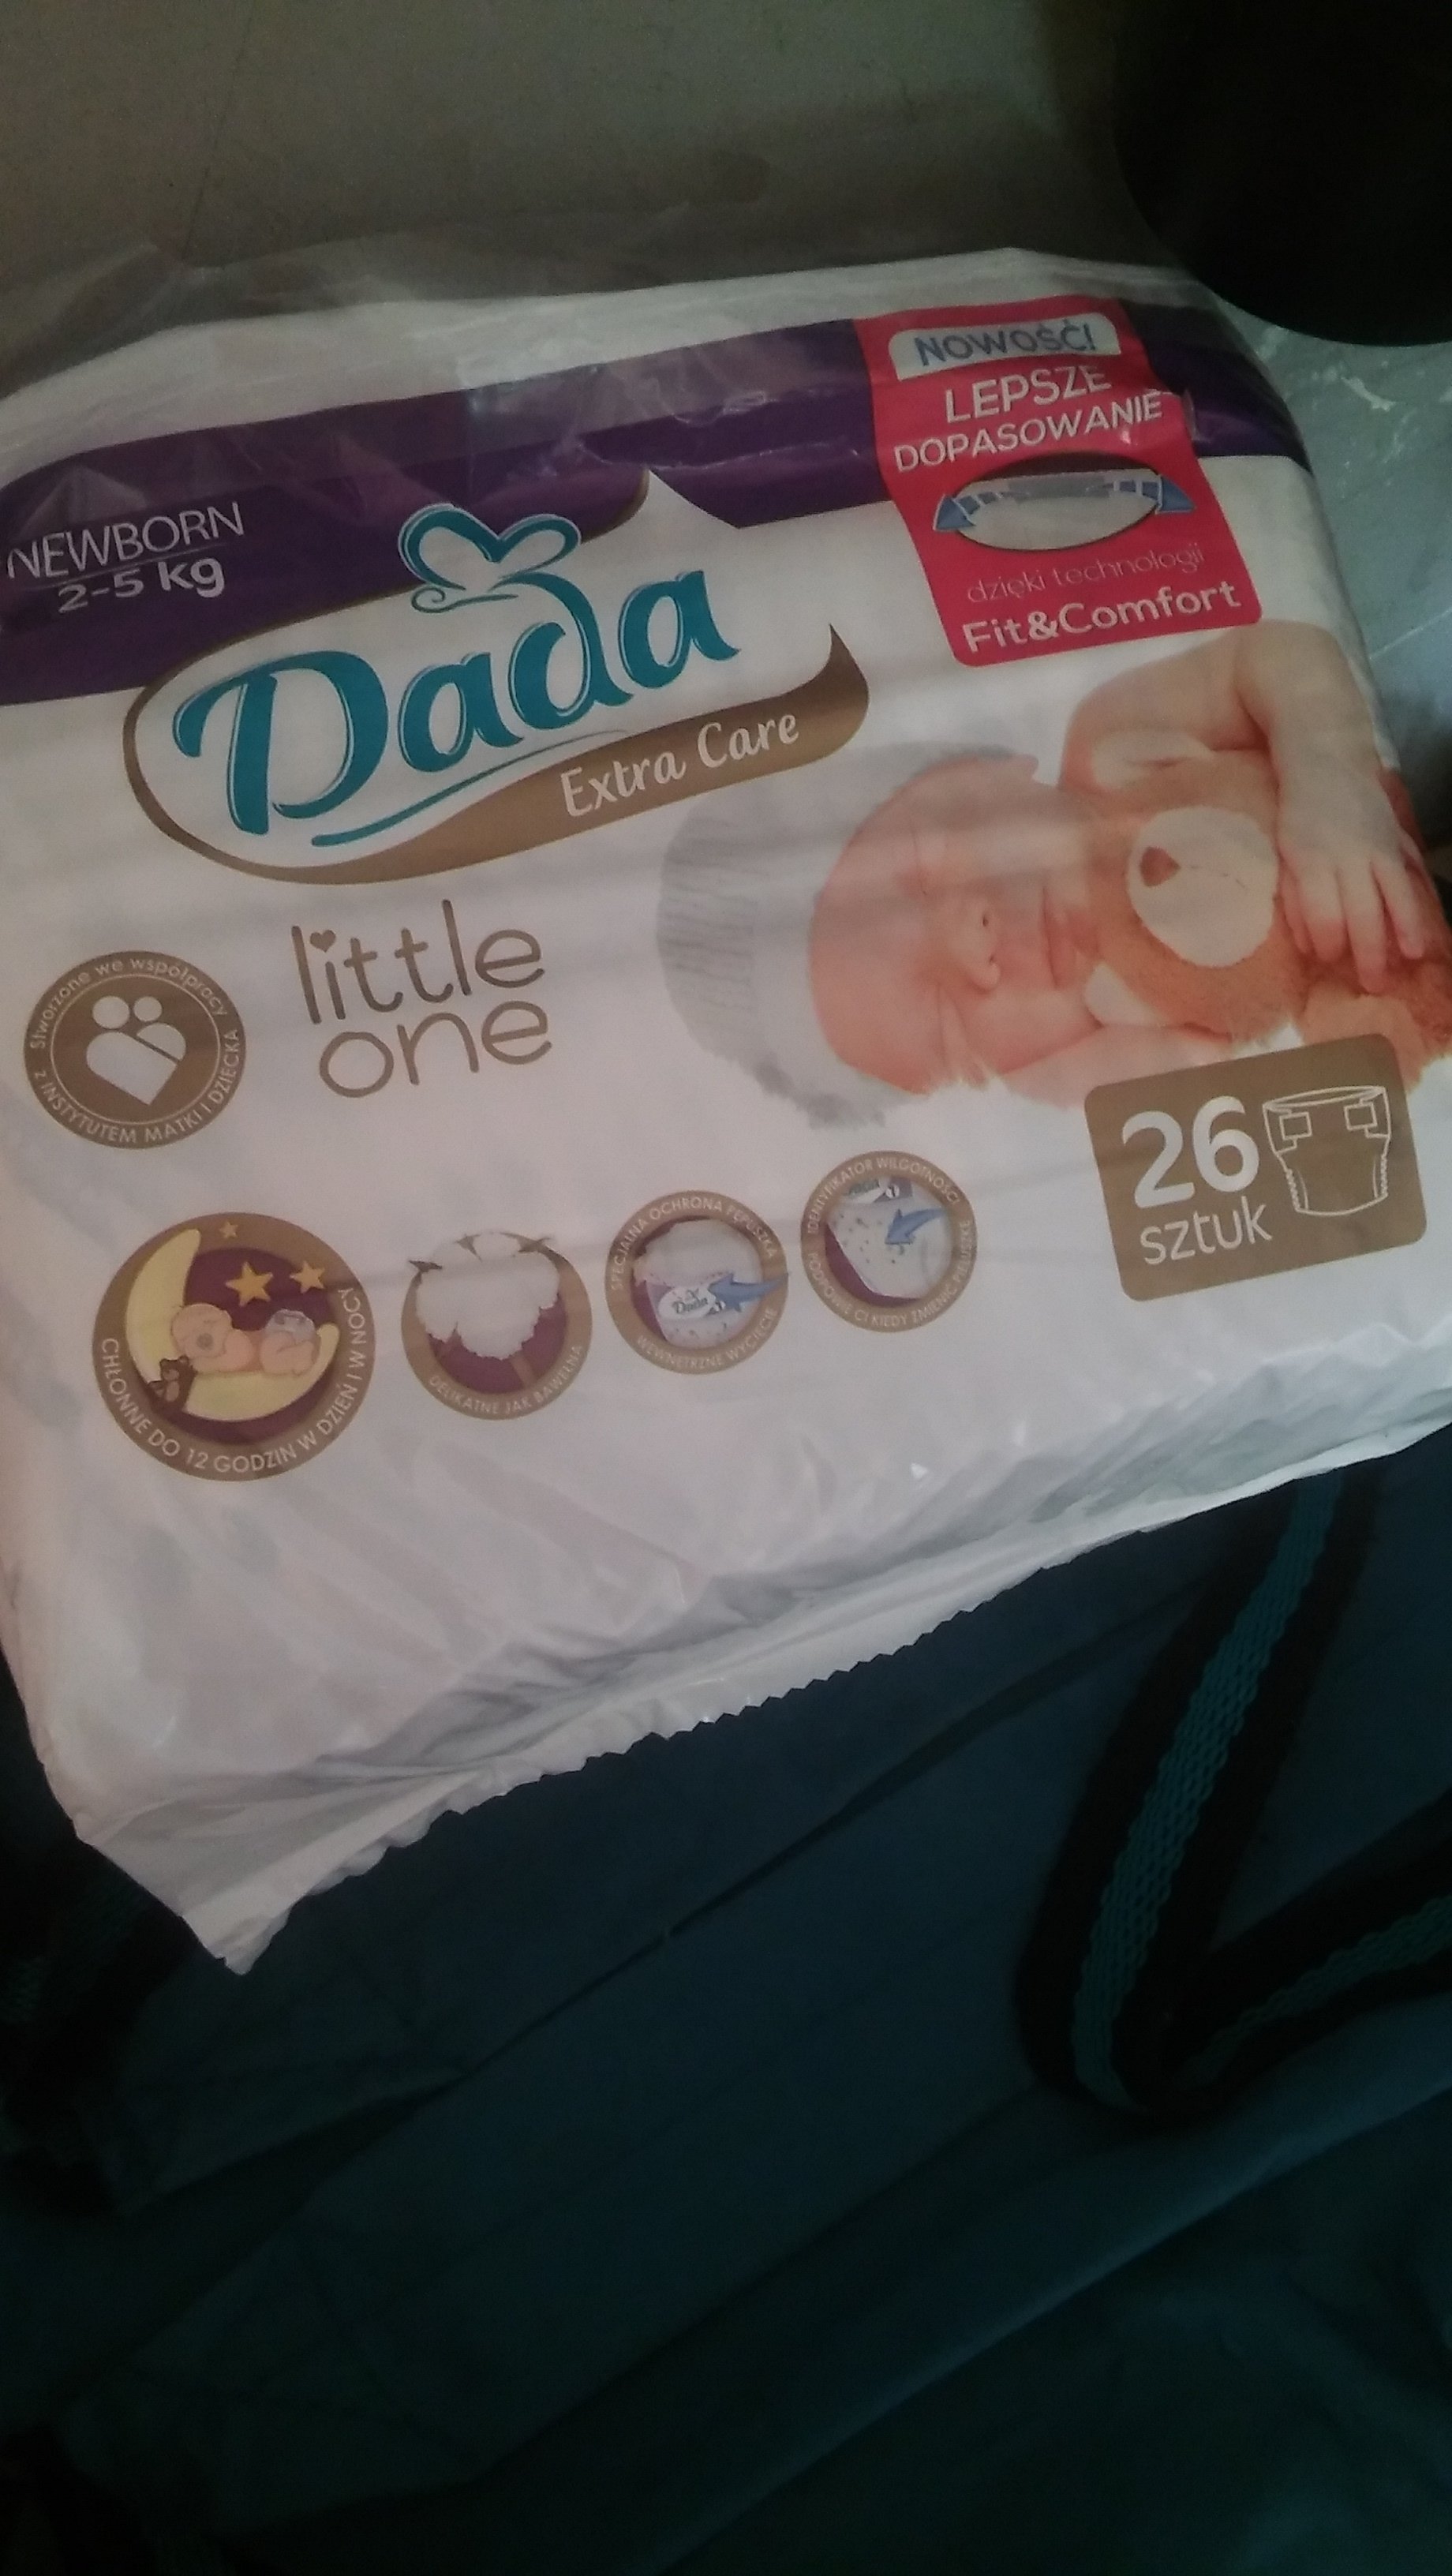 NOWOŚĆ!
LEPSZE
DOPASOWANIE
dzięki technologii
Fit&Comfort
NEWBORN
2-5 kg
Dada
Extra Care
little
one
Stworzone we współpracy
Z INSTYTUTEM MATKI I DZIECKA
26
sztuk
CHŁONNE DO 12 GODZIN W DZIEŃ I W NOCY
DELIKATNE JAK BAWEŁNA
SPECJALNA OCHRONA PĘPUSZKA
Dada
WEWNĘTRZNE WYCIĘCIE
IDENTYFIKATOR WILGOTNOŚCI
PODPOWIE CI KIEDY ZMIENIĆ PIELUSZKĘ